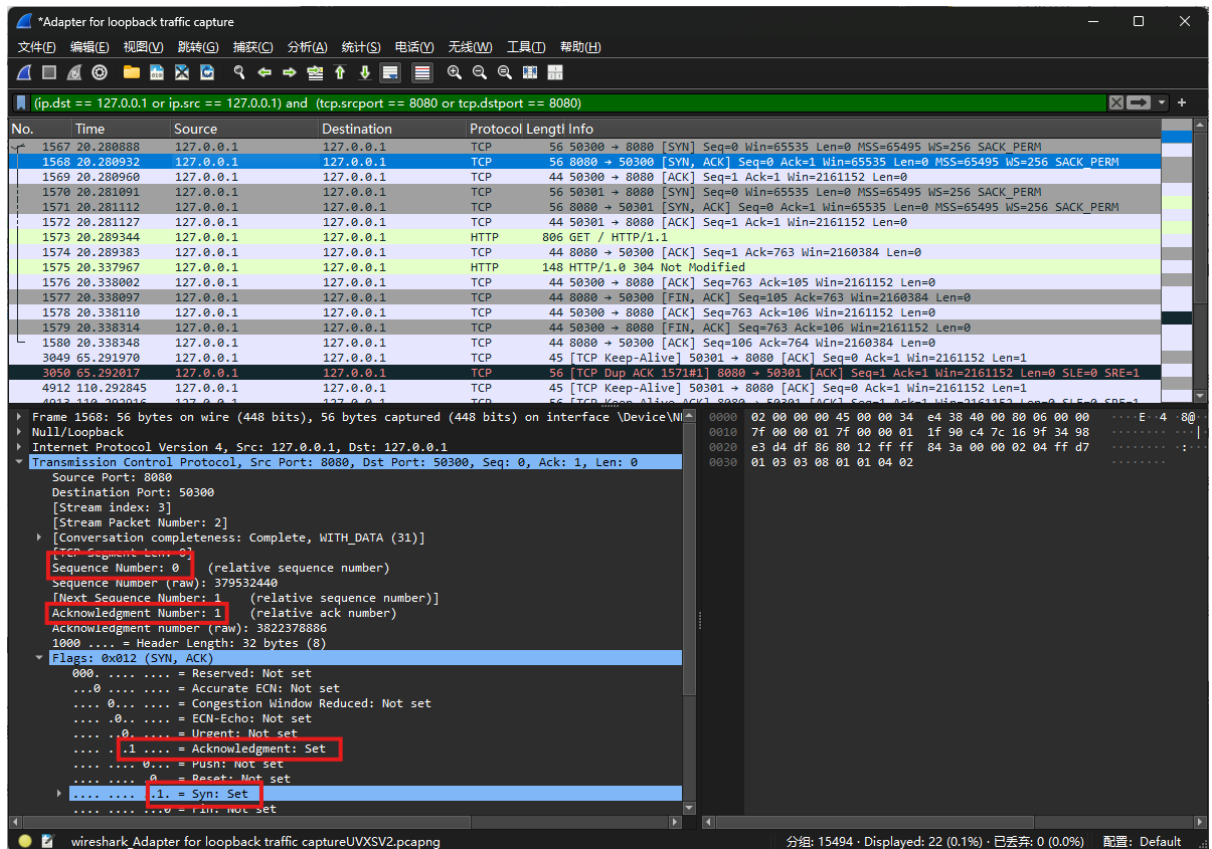 *Adapter for loopback traffic capture
文件(F) 编辑(E) 视图(V) 跳转(G) 捕获(C) 分析(A) 统计(S) 电话(Y) 无线(W) 工具(T) 帮助(H)
(ip.dst == 127.0.0.1 or ip.src == 127.0.0.1) and (tcp.srcport == 8080 or tcp.dstport == 8080)
No. Time Source Destination Protocol Lengtl Info
1567 20.280888 127.0.0.1 127.0.0.1 TCP 56 50300 → 8080 [SYN] Seq=0 Win=65535 Len=0 MSS=65495 WS=256 SACK_PERM
1568 20.280932 127.0.0.1 127.0.0.1 TCP 56 8080 → 50300 [SYN, ACK] Seq=0 Ack=1 Win=65535 Len=0 MSS=65495 WS=256 SACK_PERM
1569 20.280960 127.0.0.1 127.0.0.1 TCP 44 50300 → 8080 [ACK] Seq=1 Ack=1 Win=2161152 Len=0
1570 20.281091 127.0.0.1 127.0.0.1 TCP 56 50301 → 8080 [SYN] Seq=0 Win=65535 Len=0 MSS=65495 WS=256 SACK_PERM
1571 20.281112 127.0.0.1 127.0.0.1 TCP 56 8080 → 50301 [SYN, ACK] Seq=0 Ack=1 Win=65535 Len=0 MSS=65495 WS=256 SACK_PERM
1572 20.281127 127.0.0.1 127.0.0.1 TCP 44 50301 → 8080 [ACK] Seq=1 Ack=1 Win=2161152 Len=0
1573 20.289344 127.0.0.1 127.0.0.1 HTTP 806 GET / HTTP/1.1
1574 20.289383 127.0.0.1 127.0.0.1 TCP 44 8080 → 50300 [ACK] Seq=1 Ack=763 Win=2160384 Len=0
1575 20.337967 127.0.0.1 127.0.0.1 HTTP 148 HTTP/1.0 304 Not Modified
1576 20.338002 127.0.0.1 127.0.0.1 TCP 44 50300 → 8080 [ACK] Seq=763 Ack=105 Win=2161152 Len=0
1577 20.338097 127.0.0.1 127.0.0.1 TCP 44 8080 → 50300 [FIN, ACK] Seq=105 Ack=763 Win=2160384 Len=0
1578 20.338110 127.0.0.1 127.0.0.1 TCP 44 50300 → 8080 [ACK] Seq=763 Ack=106 Win=2161152 Len=0
1579 20.338314 127.0.0.1 127.0.0.1 TCP 44 50300 → 8080 [FIN, ACK] Seq=763 Ack=106 Win=2161152 Len=0
1580 20.338348 127.0.0.1 127.0.0.1 TCP 44 8080 → 50300 [ACK] Seq=106 Ack=764 Win=2160384 Len=0
3049 65.291970 127.0.0.1 127.0.0.1 TCP 45 [TCP Keep-Alive] 50301 → 8080 [ACK] Seq=0 Ack=1 Win=2161152 Len=1
3050 65.292017 127.0.0.1 127.0.0.1 TCP 56 [TCP Dup ACK 1571#1] 8080 → 50301 [ACK] Seq=1 Ack=1 Win=2161152 Len=0 SLE=0 SRE=1
4912 110.292845 127.0.0.1 127.0.0.1 TCP 45 [TCP Keep-Alive] 50301 → 8080 [ACK] Seq=0 Ack=1 Win=2161152 Len=1
Frame 1568: 56 bytes on wire (448 bits), 56 bytes captured (448 bits) on interface \Device\N
Null/Loopback
Internet Protocol Version 4, Src: 127.0.0.1, Dst: 127.0.0.1
Transmission Control Protocol, Src Port: 8080, Dst Port: 50300, Seq: 0, Ack: 1, Len: 0
Source Port: 8080
Destination Port: 50300
[Stream index: 3]
[Stream Packet Number: 2]
[Conversation completeness: Complete, WITH_DATA (31)]
[TCP Segment Len: 0]
Sequence Number: 0 (relative sequence number)
Sequence Number (raw): 379532440
[Next Sequence Number: 1 (relative sequence number)]
Acknowledgment Number: 1 (relative ack number)
Acknowledgment number (raw): 3822378886
1000 .... = Header Length: 32 bytes (8)
Flags: 0x012 (SYN, ACK)
000. .... .... = Reserved: Not set
...0 .... .... = Accurate ECN: Not set
.... 0... .... = Congestion Window Reduced: Not set
.... .0.. .... = ECN-Echo: Not set
.... ..0. .... = Urgent: Not set
.... ...1 .... = Acknowledgment: Set
.... .... 0... = Push: Not set
.... .... .0.. = Reset: Not set
.... .... ..1. = Syn: Set
.... .... ...0 = Fin: Not set
0000 02 00 00 00 45 00 00 34 e4 38 40 00 80 06 00 00 ····E··4 ·8@·
0010 7f 00 00 01 7f 00 00 01 1f 90 c4 7c 16 9f 34 98 ········ ···|
0020 e3 d4 df 86 80 12 ff ff 84 3a 00 00 02 04 ff d7 ········ ·:··
0030 01 03 03 08 01 01 04 02 ········
wireshark_Adapter for loopback traffic captureUVXSV2.pcapng 分组: 15494 · Displayed: 22 (0.1%) · 已丢弃: 0 (0.0%) 配置: Default